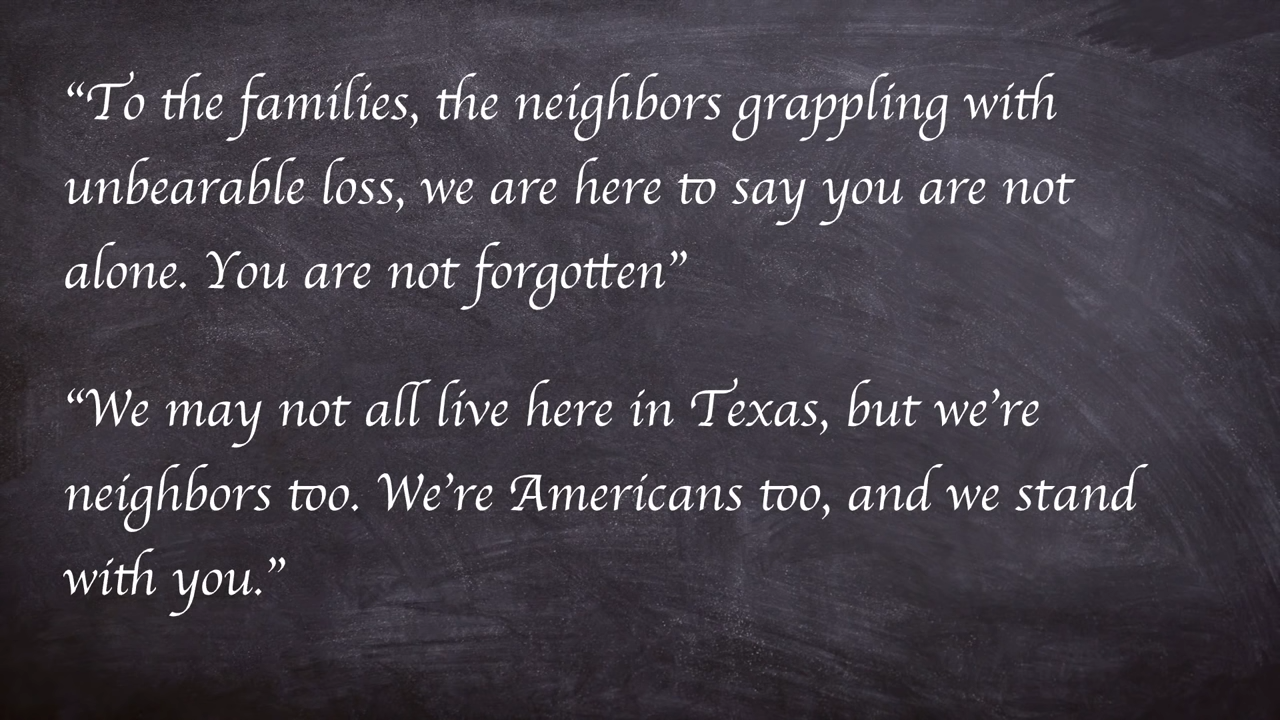 “To the families, the neighbors grappling with
unbearable loss, we are here to say you are not
alone. You are not forgotten”
“We may not all live here in Texas, but we’re
neighbors too. We’re Americans too, and we stand
with you.”